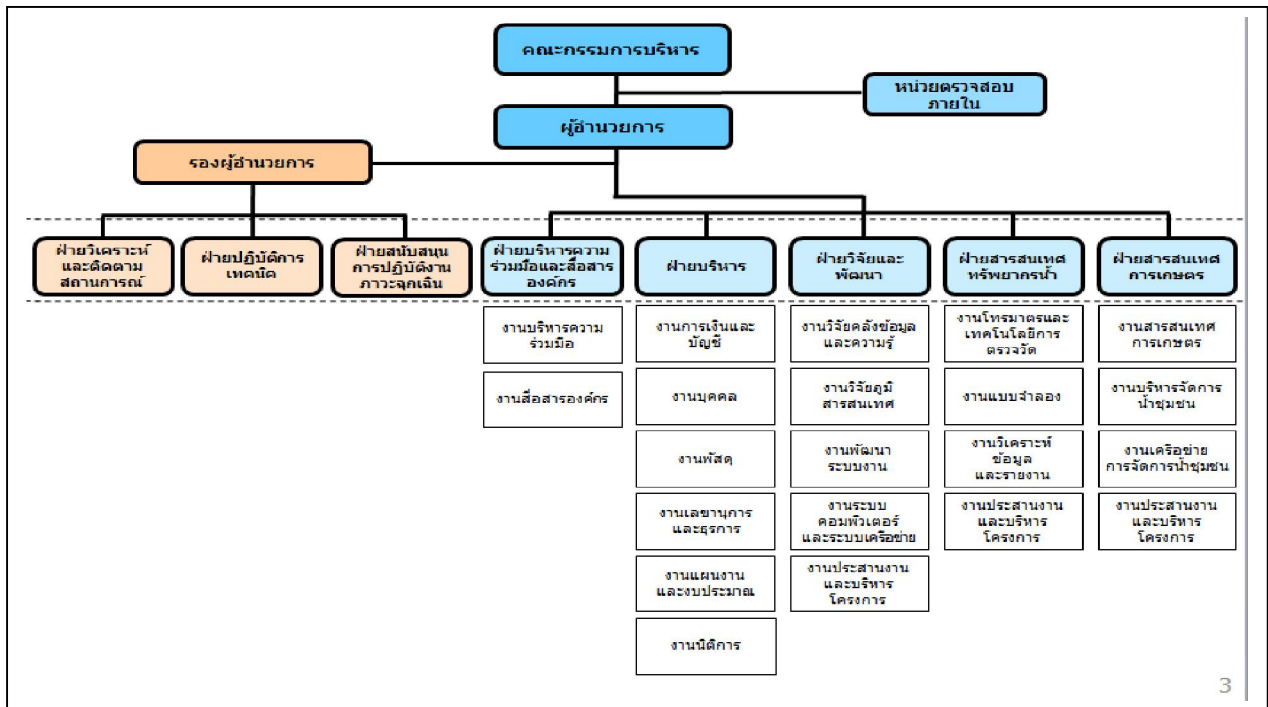 คณะกรรมการบริหาร
หน่วยตรวจสอบ
ภายใน
ผู้อำนวยการ
รองผู้อำนวยการ
ฝ่ายวิเคราะห์
และติดตาม
สถานการณ์
ฝ่ายปฏิบัติการ
เทคนิค
ฝ่ายสนับสนุน
การปฏิบัติงาน
ภาวะฉุกเฉิน
ฝ่ายบริหารความ
ร่วมมือและสื่อสาร
องค์กร
ฝ่ายบริหาร
ฝ่ายวิจัยและ
พัฒนา
ฝ่ายสารสนเทศ
ทรัพยากรน้ำ
ฝ่ายสารสนเทศ
การเกษตร
งานบริหารความ
ร่วมมือ
งานสื่อสารองค์กร
งานการเงินและ
บัญชี
งานบุคคล
งานพัสดุ
งานเลขานุการ
และธุรการ
งานแผนงาน
และงบประมาณ
งานนิติการ
งานวิจัยคลังข้อมูล
และความรู้
งานวิจัยภูมิ
สารสนเทศ
งานพัฒนา
ระบบงาน
งานระบบ
คอมพิวเตอร์
และระบบเครือข่าย
งานประสานงาน
และบริหาร
โครงการ
งานโทรมาตรและ
เทคโนโลยีการ
ตรวจวัด
งานแบบจำลอง
งานวิเคราะห์
ข้อมูล
และรายงาน
งานประสานงาน
และบริหาร
โครงการ
งานสารสนเทศ
การเกษตร
งานบริหารจัดการ
น้ำชุมชน
งานเครือข่าย
การจัดการน้ำชุมชน
งานประสานงาน
และบริหาร
โครงการ
3